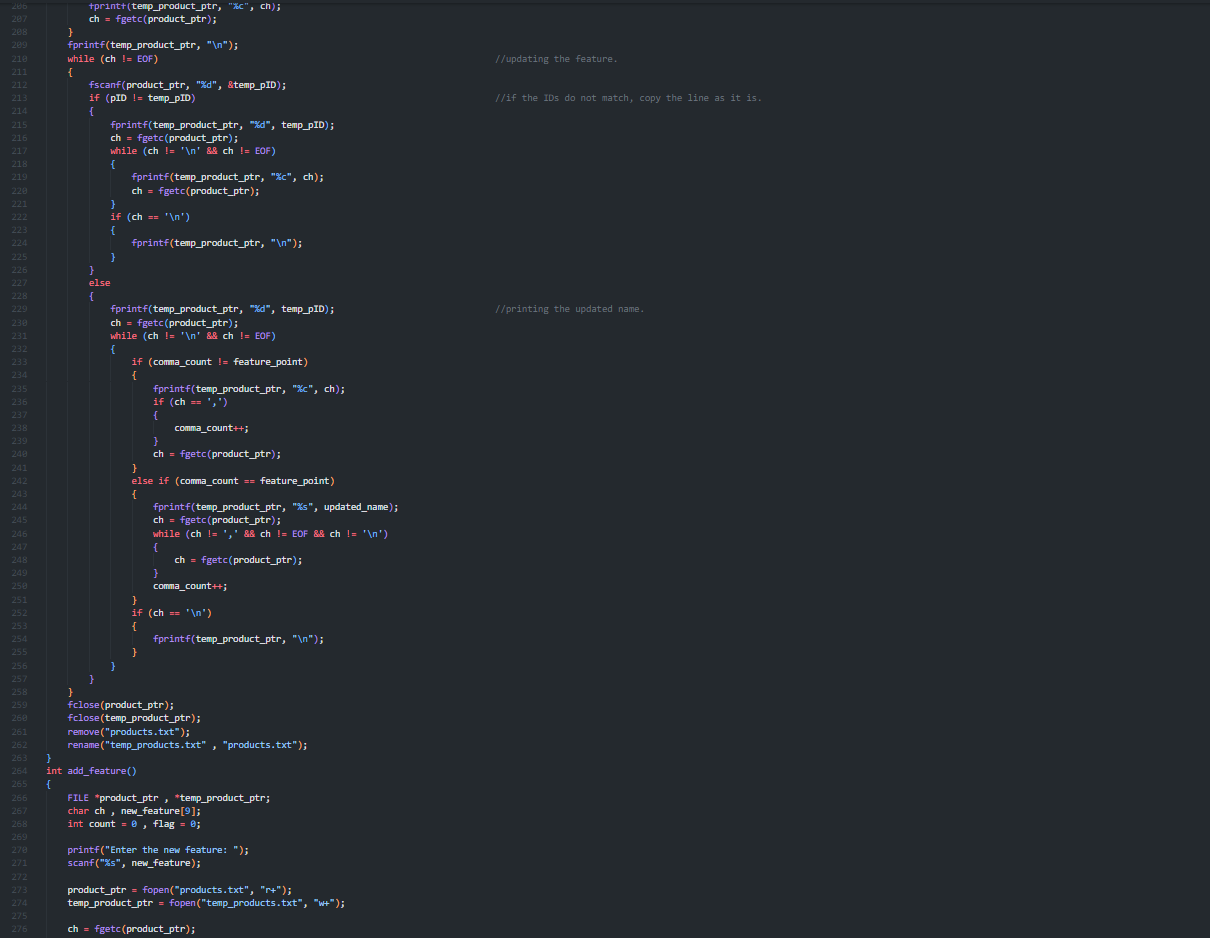 206 fprintf(temp_product_ptr, "%c", ch);
207 ch = fgetc(product_ptr);
208 }
209 fprintf(temp_product_ptr, "\n");
210 while (ch != EOF) //updating the feature.
211 {
212 fscanf(product_ptr, "%d", &temp_pID);
213 if (pID != temp_pID) //if the IDs do not match, copy the line as it is.
214 {
215 fprintf(temp_product_ptr, "%d", temp_pID);
216 ch = fgetc(product_ptr);
217 while (ch != '\n' && ch != EOF)
218 {
219 fprintf(temp_product_ptr, "%c", ch);
220 ch = fgetc(product_ptr);
221 }
222 if (ch == '\n')
223 {
224 fprintf(temp_product_ptr, "\n");
225 }
226 }
227 else
228 {
229 fprintf(temp_product_ptr, "%d", temp_pID); //printing the updated name.
230 ch = fgetc(product_ptr);
231 while (ch != '\n' && ch != EOF)
232 {
233 if (comma_count != feature_point)
234 {
235 fprintf(temp_product_ptr, "%c", ch);
236 if (ch == ',')
237 {
238 comma_count++;
239 }
240 ch = fgetc(product_ptr);
241 }
242 else if (comma_count == feature_point)
243 {
244 fprintf(temp_product_ptr, "%s", updated_name);
245 ch = fgetc(product_ptr);
246 while (ch != ',' && ch != EOF && ch != '\n')
247 {
248 ch = fgetc(product_ptr);
249 }
250 comma_count++;
251 }
252 if (ch == '\n')
253 {
254 fprintf(temp_product_ptr, "\n");
255 }
256 }
257 }
258 }
259 fclose(product_ptr);
260 fclose(temp_product_ptr);
261 remove("products.txt");
262 rename("temp_products.txt" , "products.txt");
263 }
264 int add_feature()
265 {
266 FILE *product_ptr , *temp_product_ptr;
267 char ch , new_feature[9];
268 int count = 0 , flag = 0;
269
270 printf("Enter the new feature: ");
271 scanf("%s", new_feature);
272
273 product_ptr = fopen("products.txt", "r+");
274 temp_product_ptr = fopen("temp_products.txt", "w+");
275
276 ch = fgetc(product_ptr);